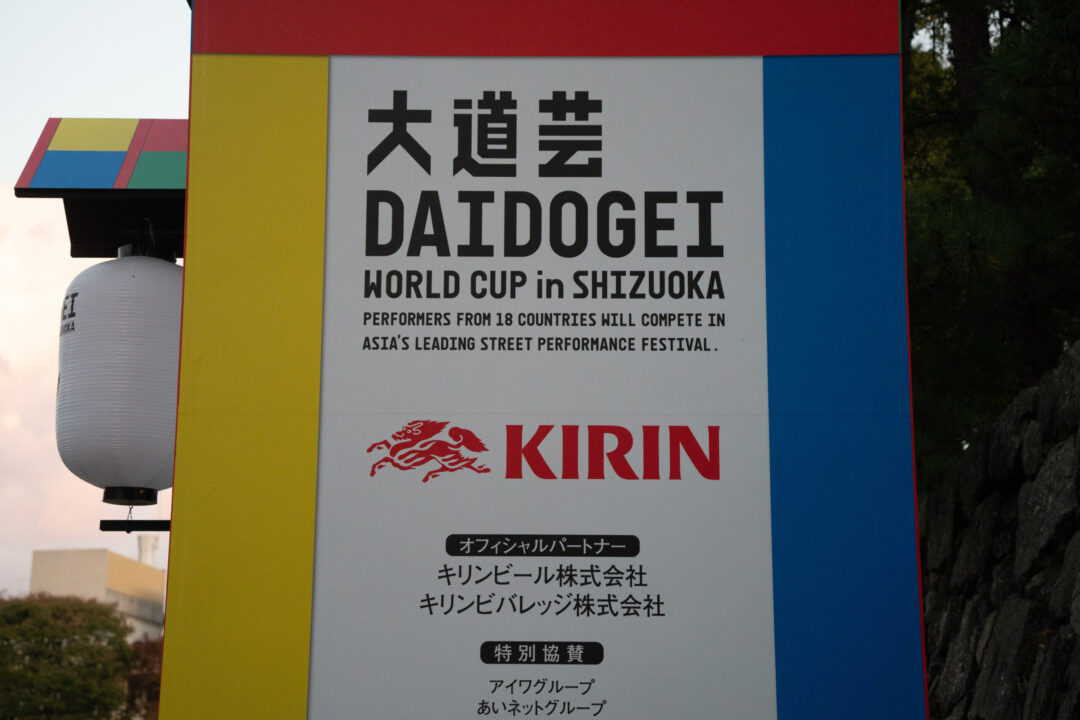 大道芸
DAIDOGEI
WORLD CUP in SHIZUOKA
PERFORMERS FROM 18 COUNTRIES WILL COMPETE IN
ASIA'S LEADING STREET PERFORMANCE FESTIVAL.
KIRIN
オフィシャルパートナー
キリンビール株式会社
キリンビバレッジ株式会社
特別協賛
アイワグループ
あいネットグループ
EI
UOKA